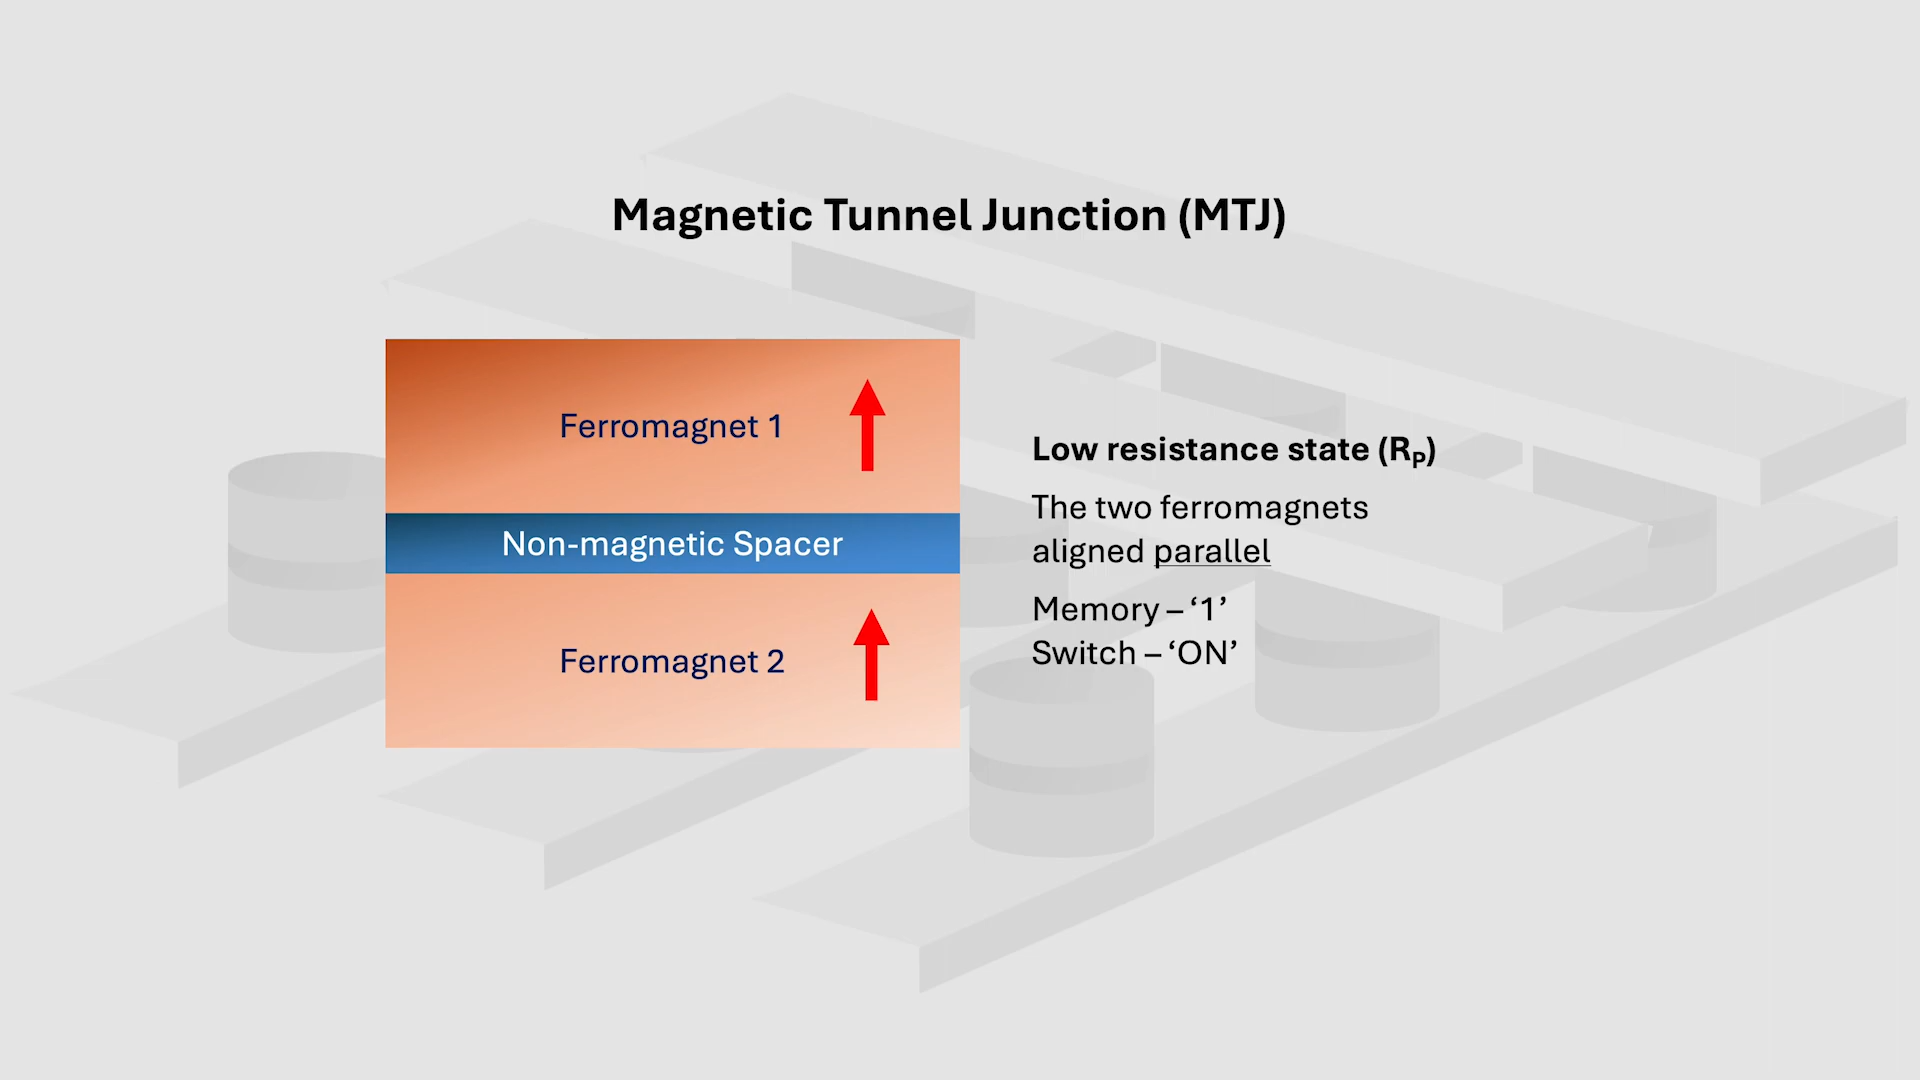 Magnetic Tunnel Junction (MTJ)
Ferromagnet 1
Non-magnetic Spacer
Ferromagnet 2
Low resistance state (RP)
The two ferromagnets
aligned parallel
Memory – ‘1’
Switch – ‘ON’